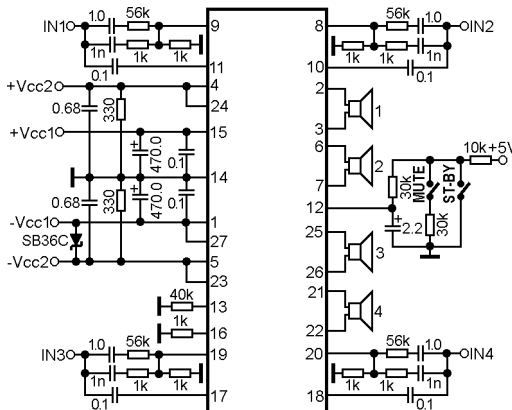 1.0 56k
IN1 9 8 56k 1.0 IN2
1n 1k 1k 1k 1k 1n
0.1 11 10 0.1
+Vcc2 4 2
0.68 330 24 1
+Vcc1 15 3
+ 470.0 0.1 6 2 10k +5V
14 7 30k MUTE ST-BY
0.68 330 + 470.0 0.1 12 + 2.2 30k
-Vcc1 1 25
SB36C 27 3
-Vcc2 5 26
23 21
40k 13 4
1k 16 22
1.0 56k 20 56k 1.0
IN3 19 IN4
1n 1k 1k 1k 1k 1n
0.1 17 18 0.1